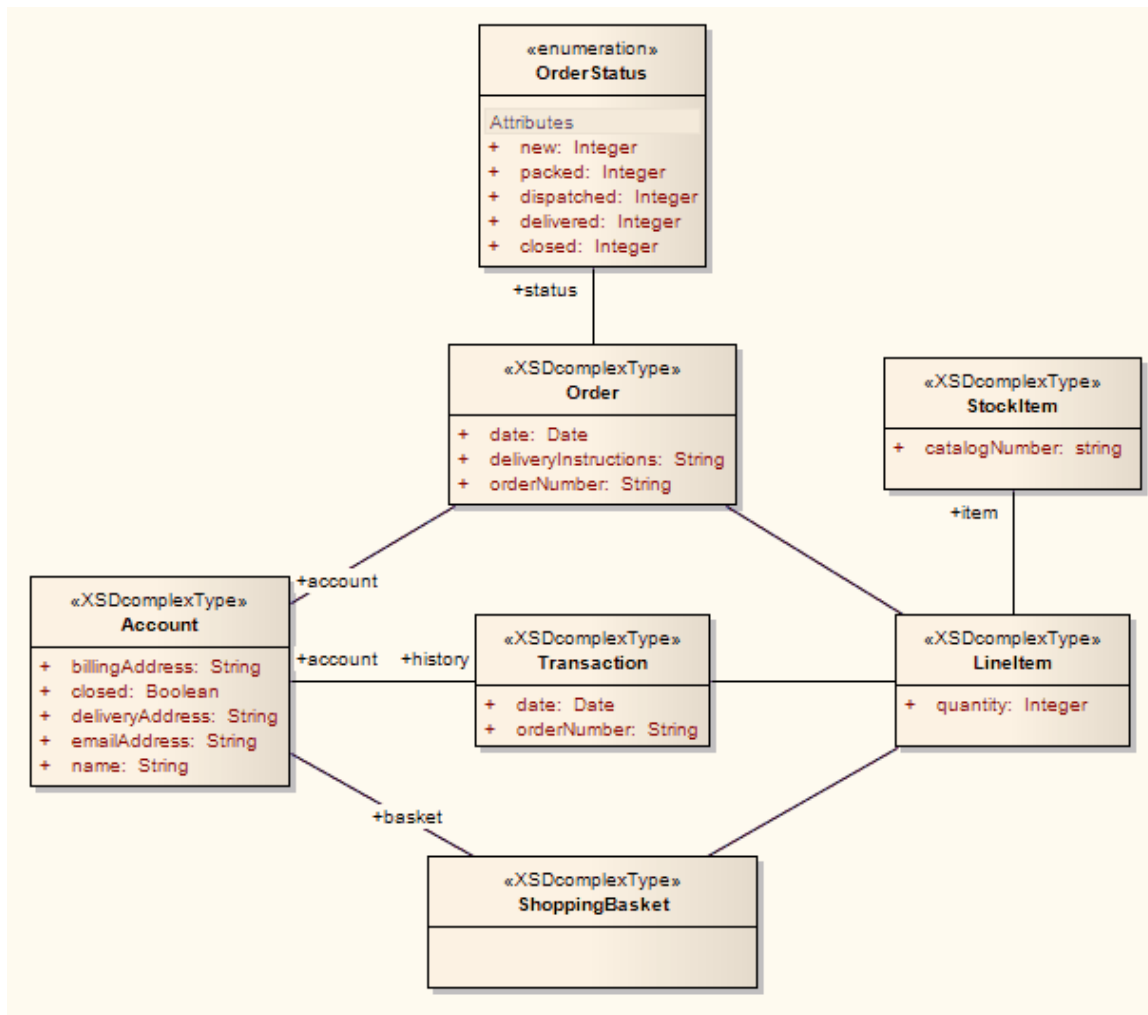 «enumeration»
OrderStatus
Attributes
+ new: Integer
+ packed: Integer
+ dispatched: Integer
+ delivered: Integer
+ closed: Integer
+status
«XSDcomplexType»
Order
+ date: Date
+ deliveryInstructions: String
+ orderNumber: String
«XSDcomplexType»
StockItem
+ catalogNumber: string
+item
+account
«XSDcomplexType»
Account
+ billingAddress: String
+ closed: Boolean
+ deliveryAddress: String
+ emailAddress: String
+ name: String
+account
+history
«XSDcomplexType»
Transaction
+ date: Date
+ orderNumber: String
«XSDcomplexType»
LineItem
+ quantity: Integer
+basket
«XSDcomplexType»
ShoppingBasket